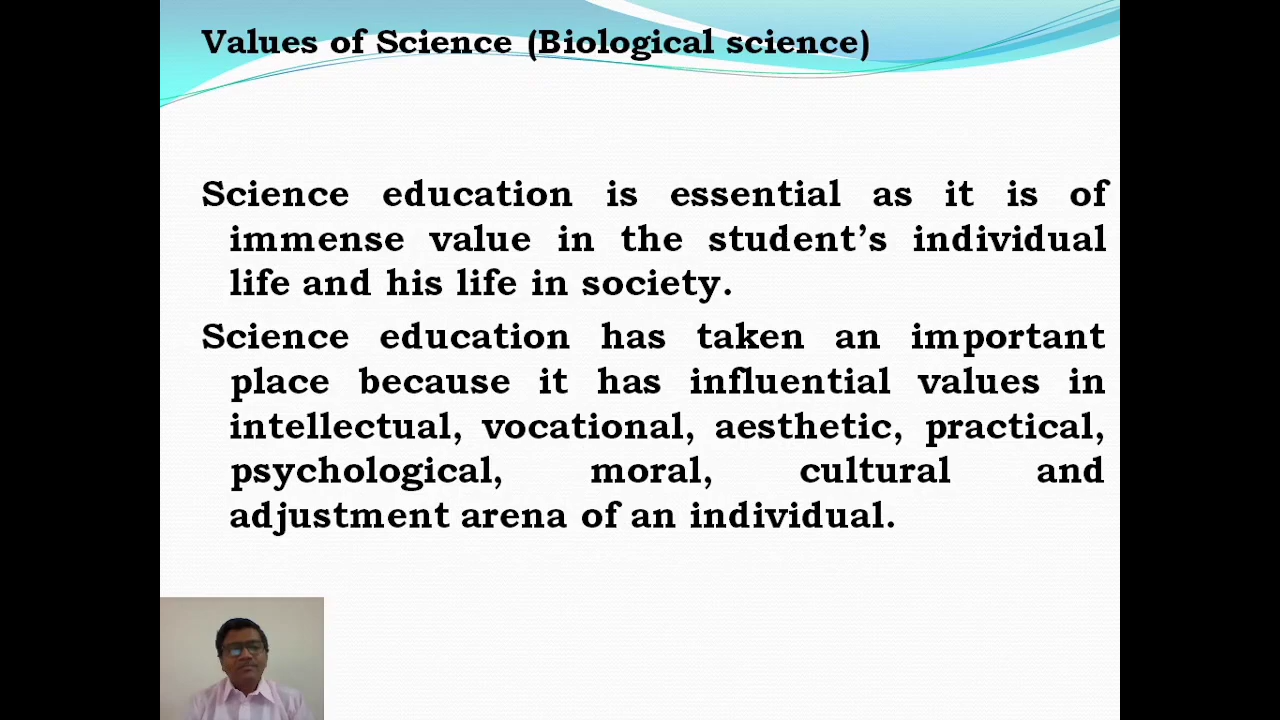 Values of Science (Biological science)
Science education is essential as it is of
immense value in the student’s individual
life and his life in society.
Science education has taken an important
place because it has influential values in
intellectual, vocational, aesthetic, practical,
psychological, moral, cultural and
adjustment arena of an individual.